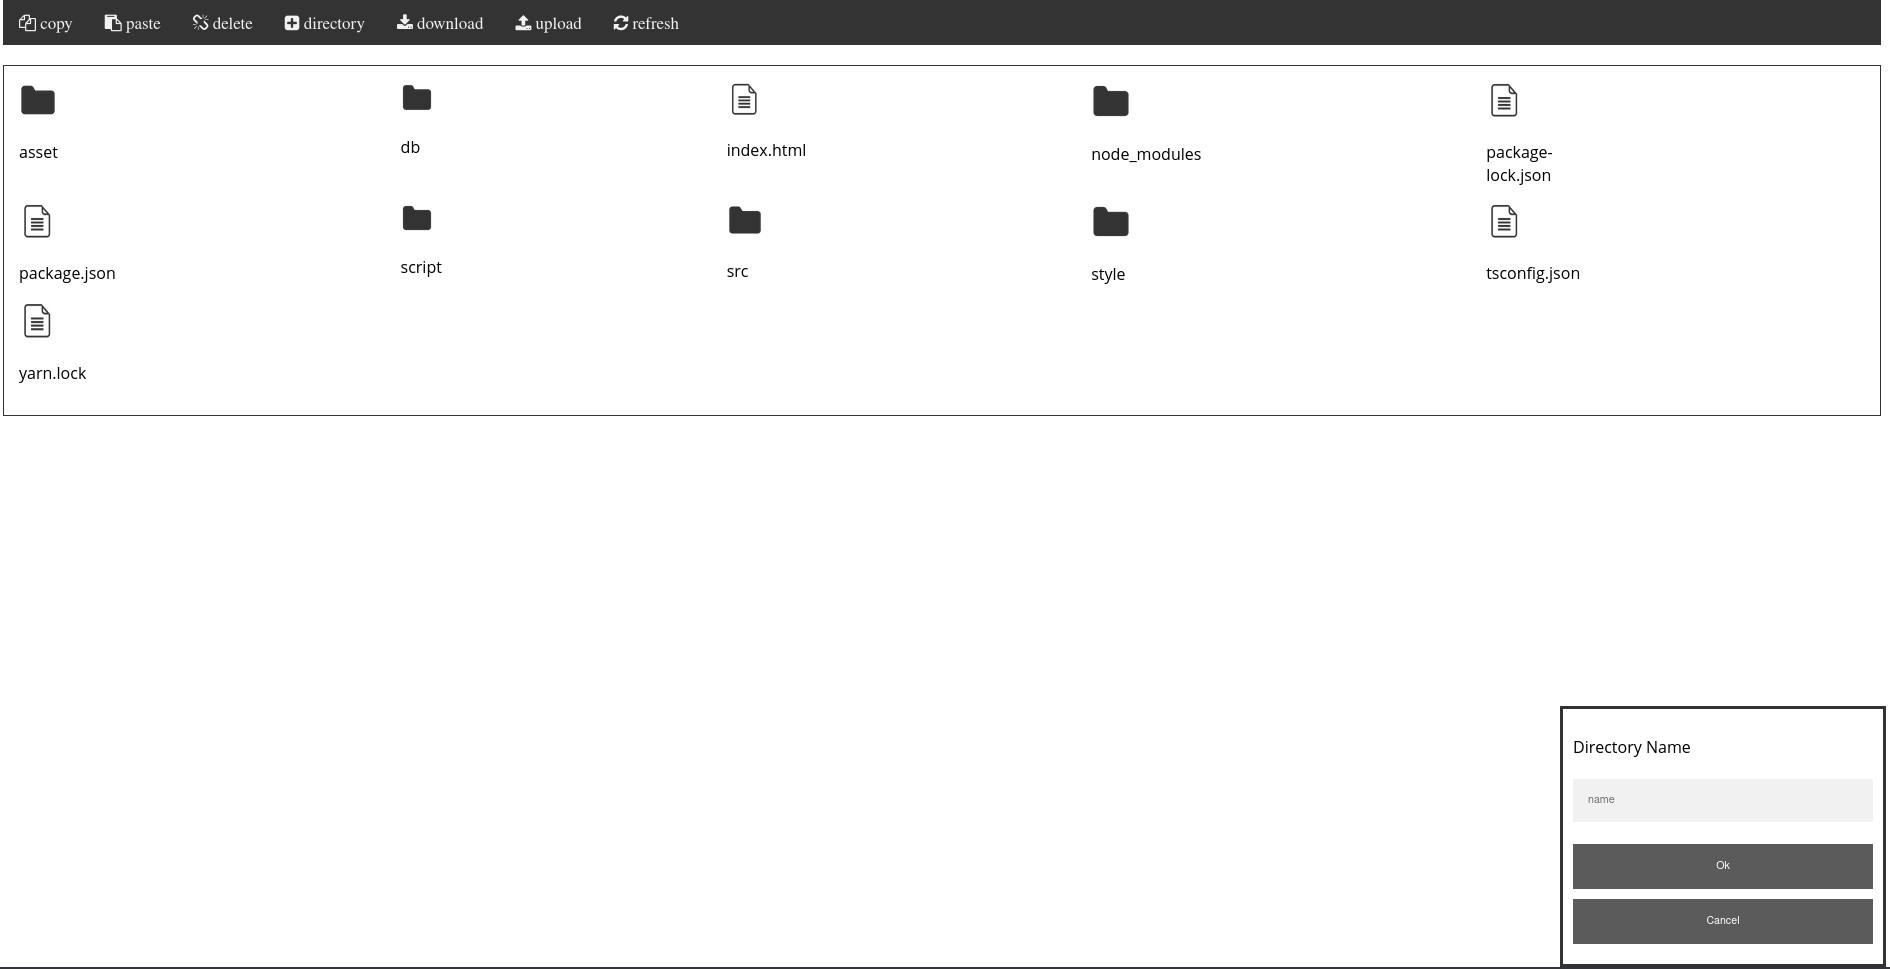 copy paste delete directory download upload refresh
asset db index.html node_modules package-
lock.json
package.json script src style tsconfig.json
yarn.lock
Directory Name
name
Ok
Cancel